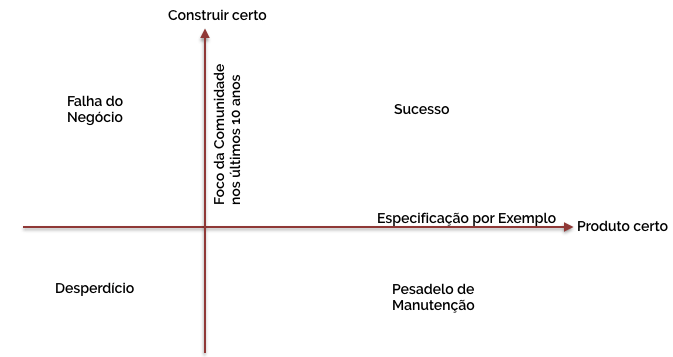 Construir certo
Falha do
Negócio
Foco da Comunidade
nos últimos 10 anos
Sucesso
Especificação por Exemplo
Produto certo
Desperdício
Pesadelo de
Manutenção